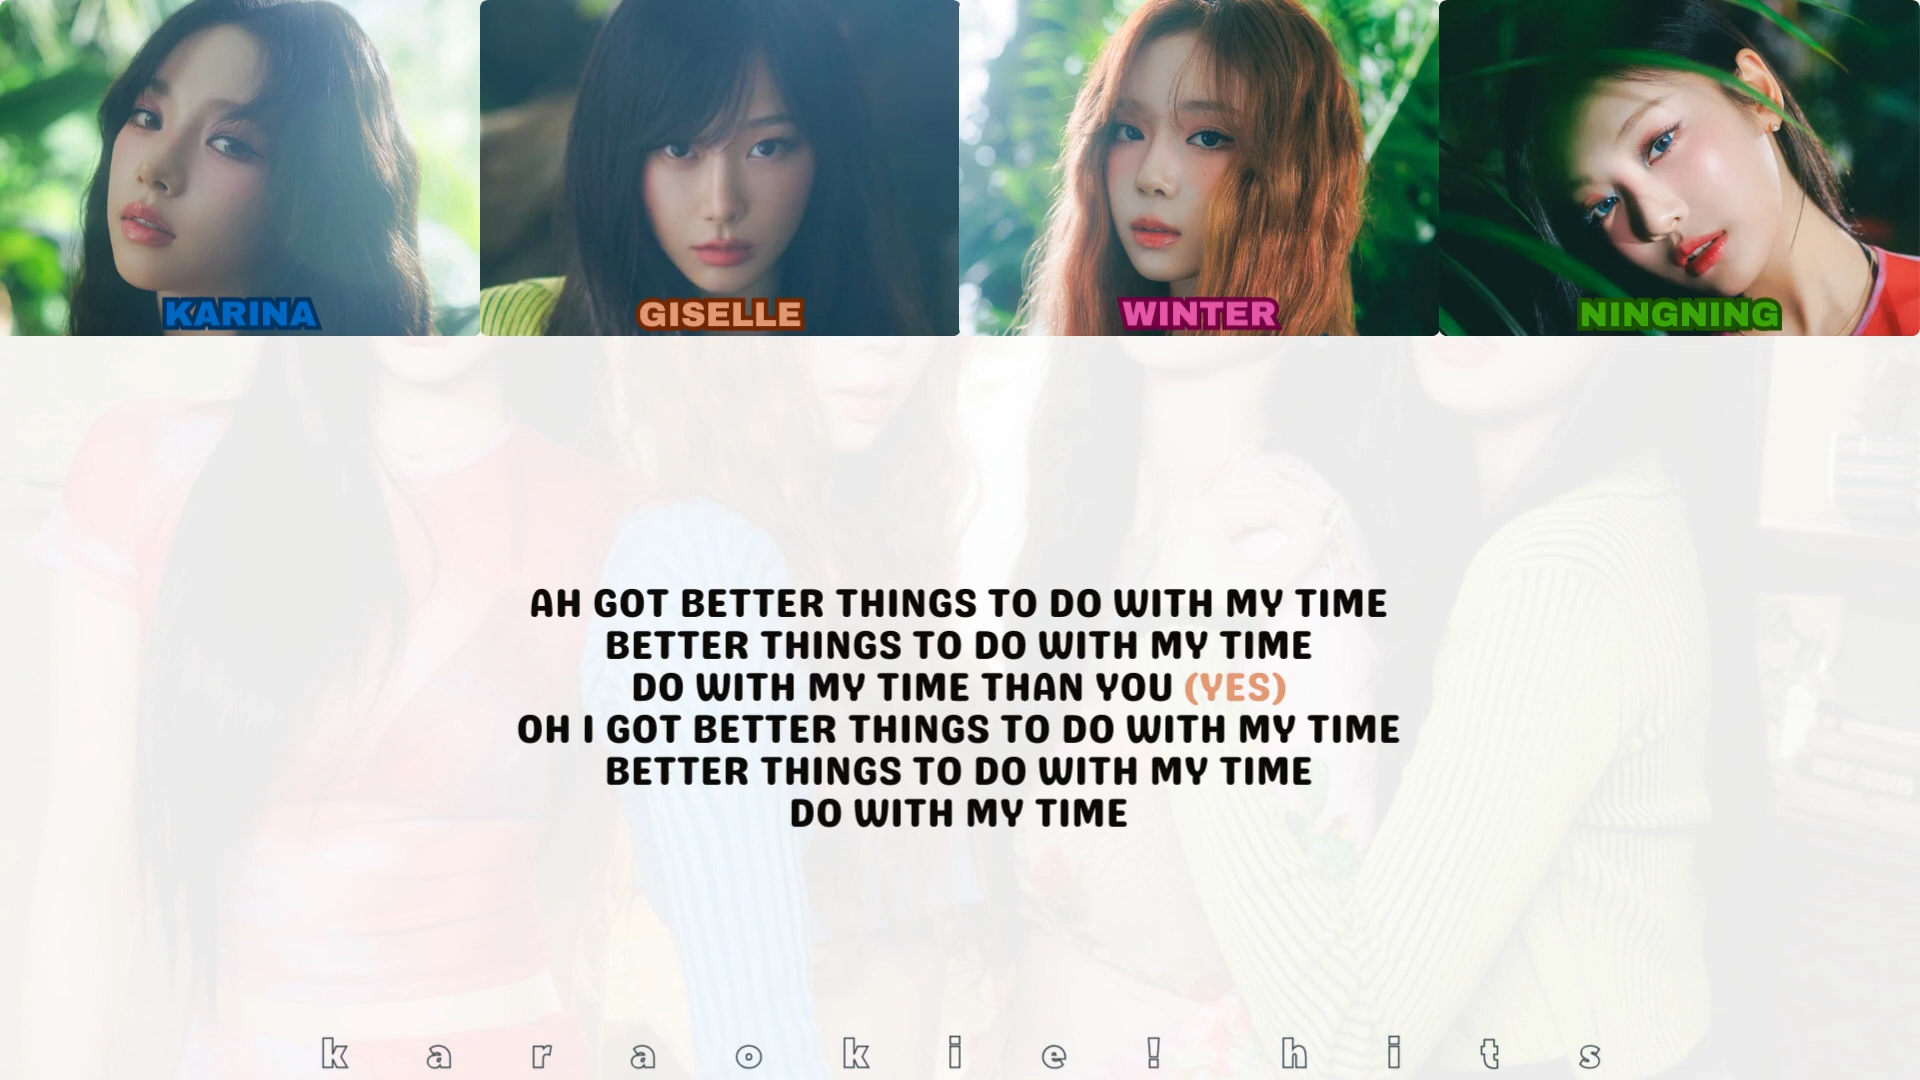 KARINA
GISELLE
WINTER
NINGNING
AH GOT BETTER THINGS TO DO WITH MY TIME
BETTER THINGS TO DO WITH MY TIME
DO WITH MY TIME THAN YOU (YES)
OH I GOT BETTER THINGS TO DO WITH MY TIME
BETTER THINGS TO DO WITH MY TIME
DO WITH MY TIME
karaokie! hits